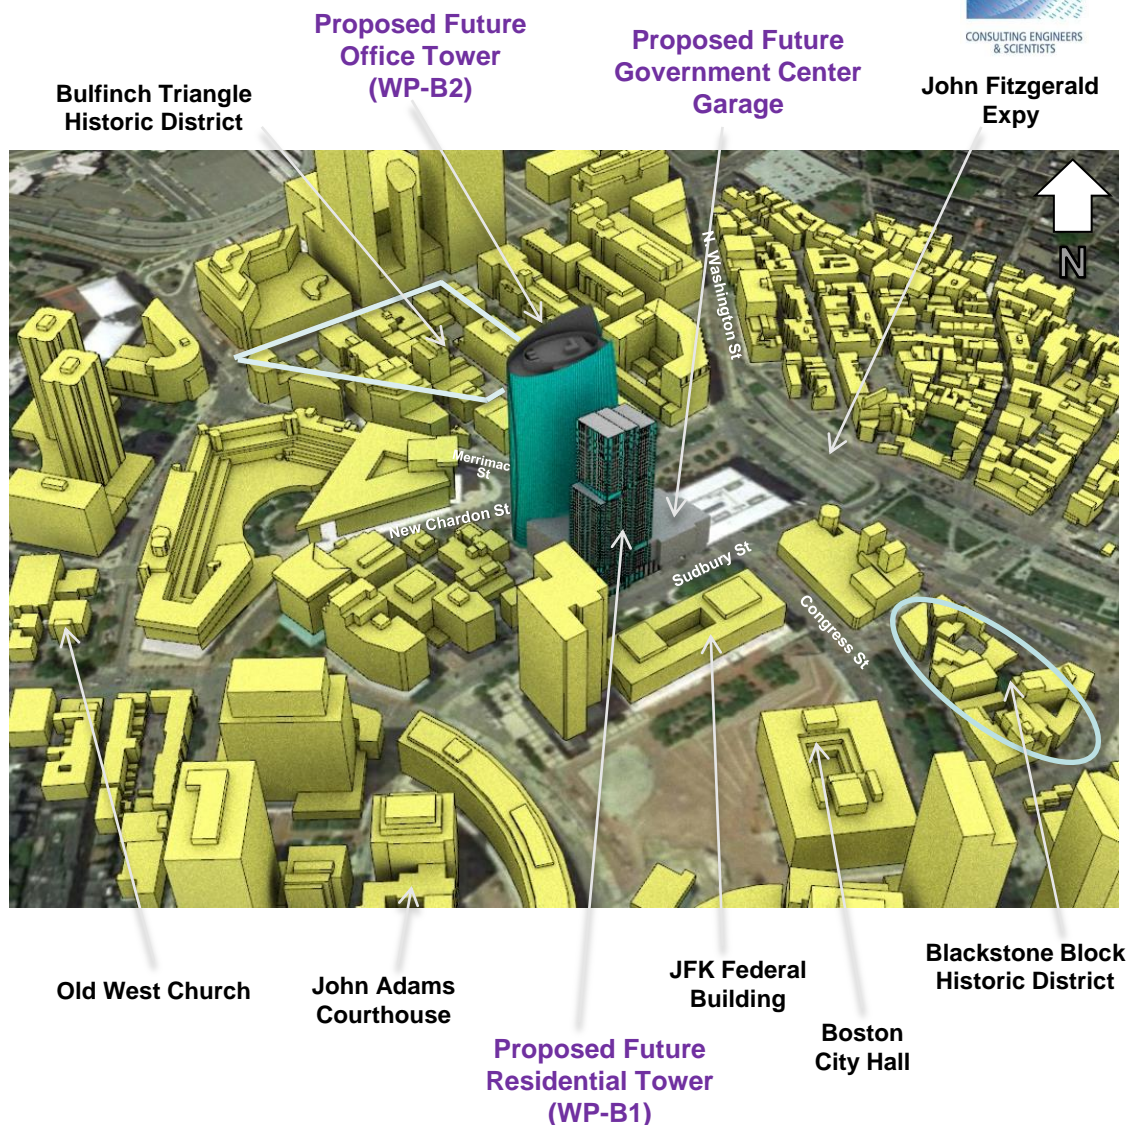 CONSULTING ENGINEERS
& SCIENTISTS
Proposed Future
Office Tower
(WP-B2)
Proposed Future
Government Center
Garage
Bulfinch Triangle
Historic District
John Fitzgerald
Expy
N
N. Washington St
Merrimac
St
New Chardon St
Sudbury St
Congress St
Old West Church
John Adams
Courthouse
JFK Federal
Building
Blackstone Block
Historic District
Boston
City Hall
Proposed Future
Residential Tower
(WP-B1)